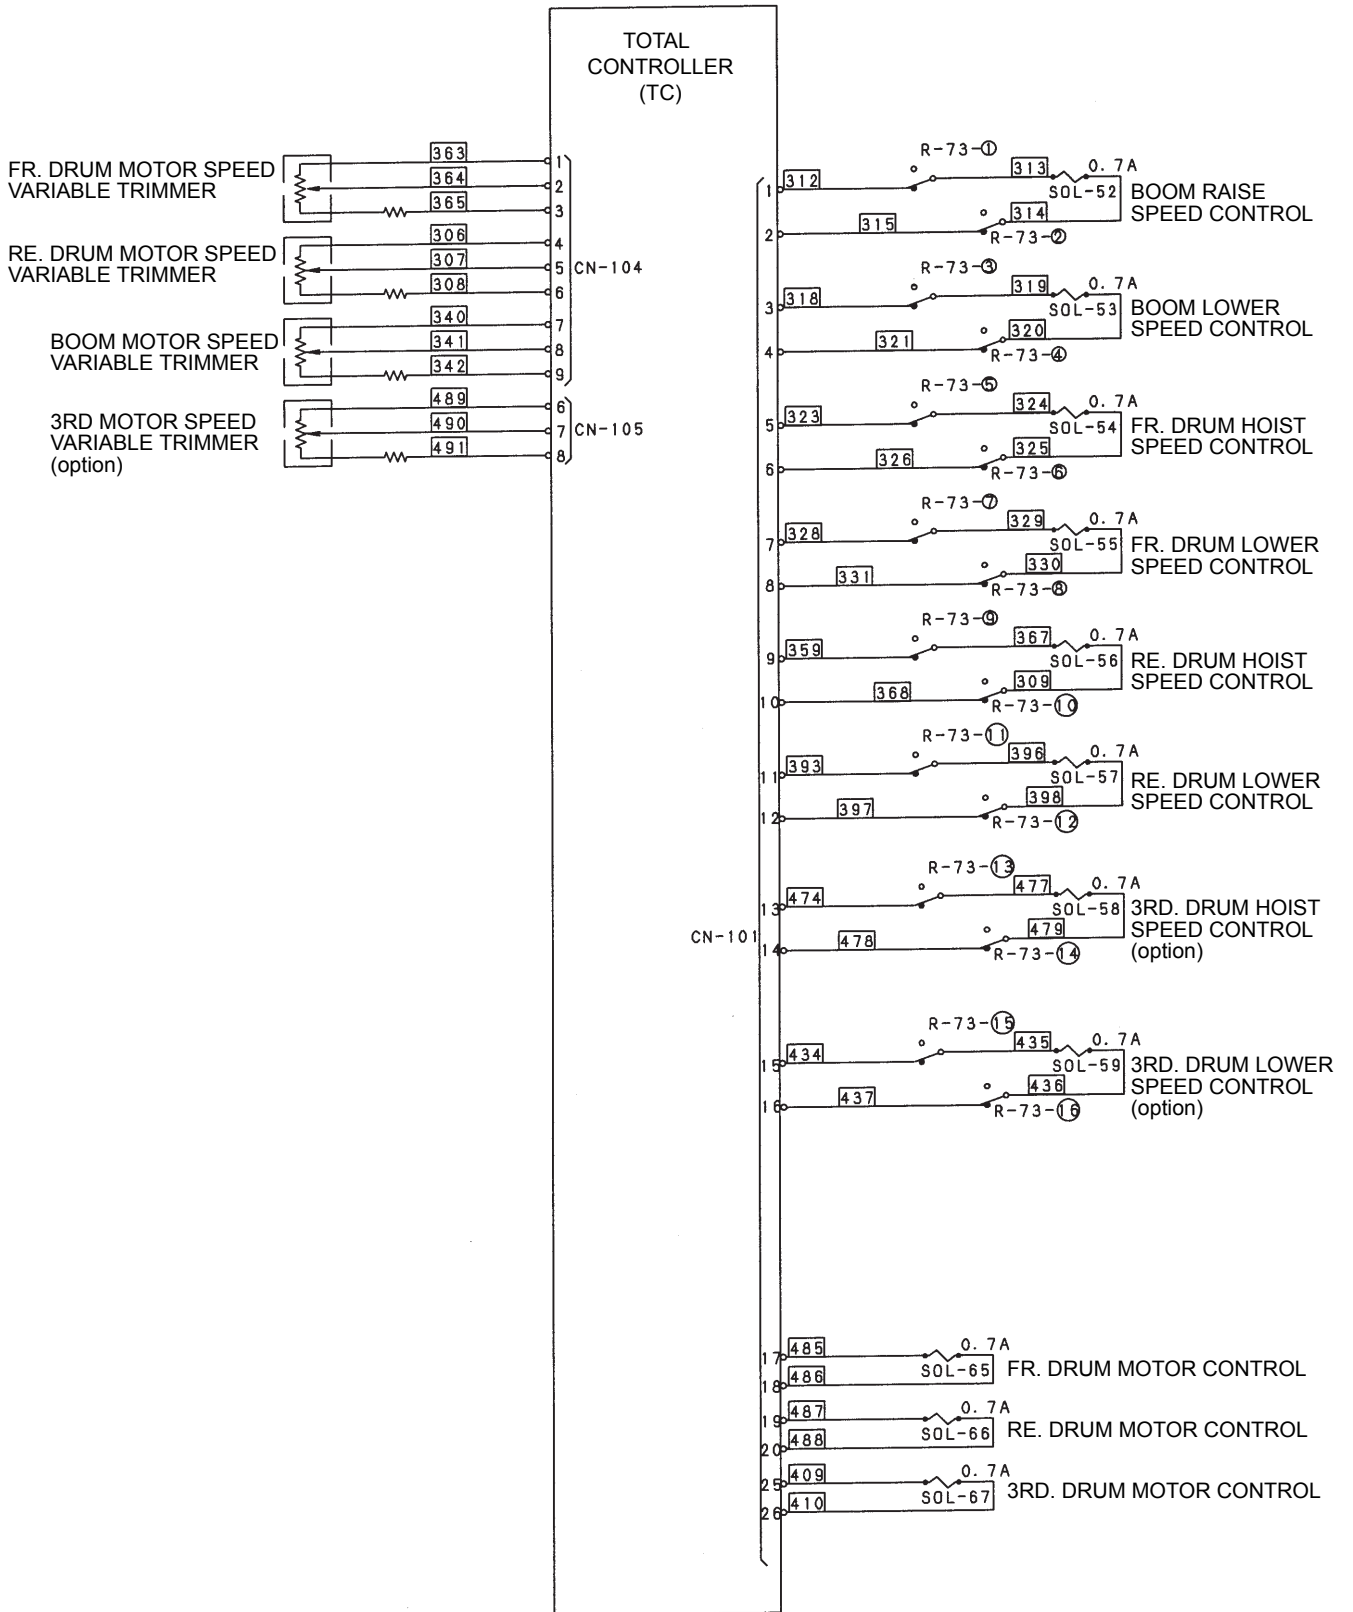 TOTAL
CONTROLLER
(TC)
FR. DRUM MOTOR SPEED
VARIABLE TRIMMER
363 1
364 2
365 3
RE. DRUM MOTOR SPEED
VARIABLE TRIMMER
306 4
307 5 CN-104
308 6
BOOM MOTOR SPEED
VARIABLE TRIMMER
340 7
341 8
342 9
3RD MOTOR SPEED
VARIABLE TRIMMER
(option)
489 6
490 7 CN-105
491 8
R-73-①
1 312 313 0.7A
SOL-52
BOOM RAISE
SPEED CONTROL
2 315 314
R-73-②
R-73-③
3 318 319 0.7A
SOL-53
BOOM LOWER
SPEED CONTROL
4 321 320
R-73-④
R-73-⑤
5 323 324 0.7A
SOL-54
FR. DRUM HOIST
SPEED CONTROL
6 326 325
R-73-⑥
R-73-⑦
7 328 329 0.7A
SOL-55
FR. DRUM LOWER
SPEED CONTROL
8 331 330
R-73-⑧
R-73-⑨
9 359 367 0.7A
SOL-56
RE. DRUM HOIST
SPEED CONTROL
10 368 309
R-73-⑩
R-73-⑪
11 393 396 0.7A
SOL-57
RE. DRUM LOWER
SPEED CONTROL
12 397 398
R-73-⑫
R-73-⑬
13 474 477 0.7A
SOL-58
3RD. DRUM HOIST
SPEED CONTROL
(option)
CN-101
14 478 479
R-73-⑭
R-73-⑮
15 434 435 0.7A
SOL-59
3RD. DRUM LOWER
SPEED CONTROL
(option)
16 437 436
R-73-⑯
17 485 0.7A
SOL-65
FR. DRUM MOTOR CONTROL
18 486
19 487 0.7A
SOL-66
RE. DRUM MOTOR CONTROL
20 488
25 409 0.7A
SOL-67
3RD. DRUM MOTOR CONTROL
26 410